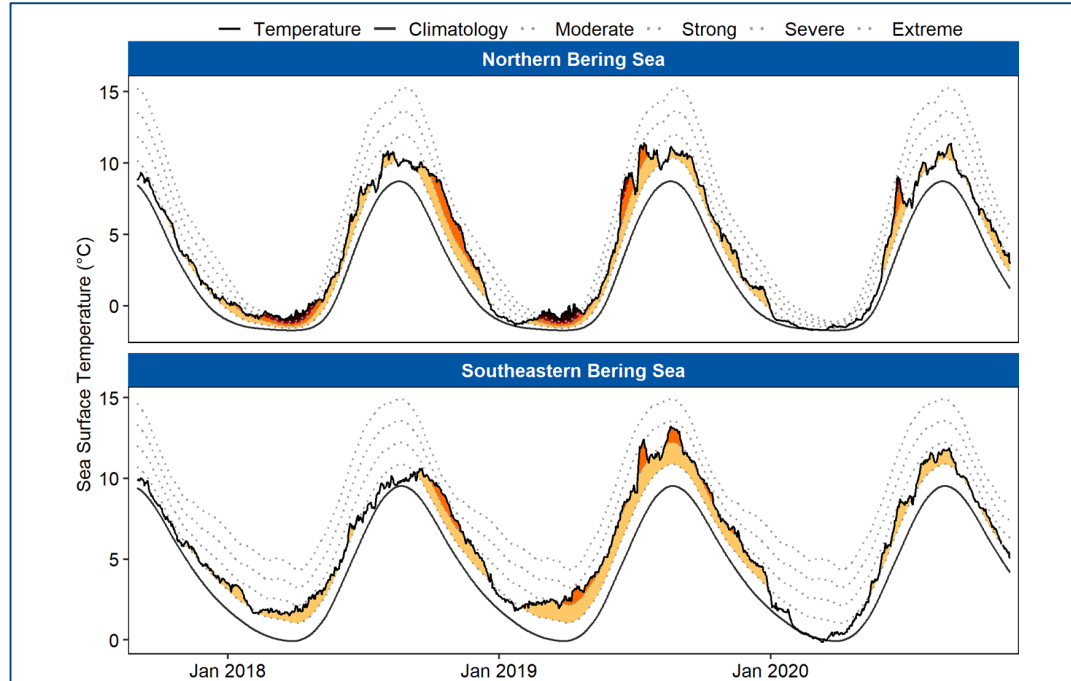 Temperature Climatology Moderate Strong Severe Extreme
Northern Bering Sea
15
10
5
0
Southeastern Bering Sea
15
10
5
0
Sea Surface Temperature (°C)
Jan 2018 Jan 2019 Jan 2020